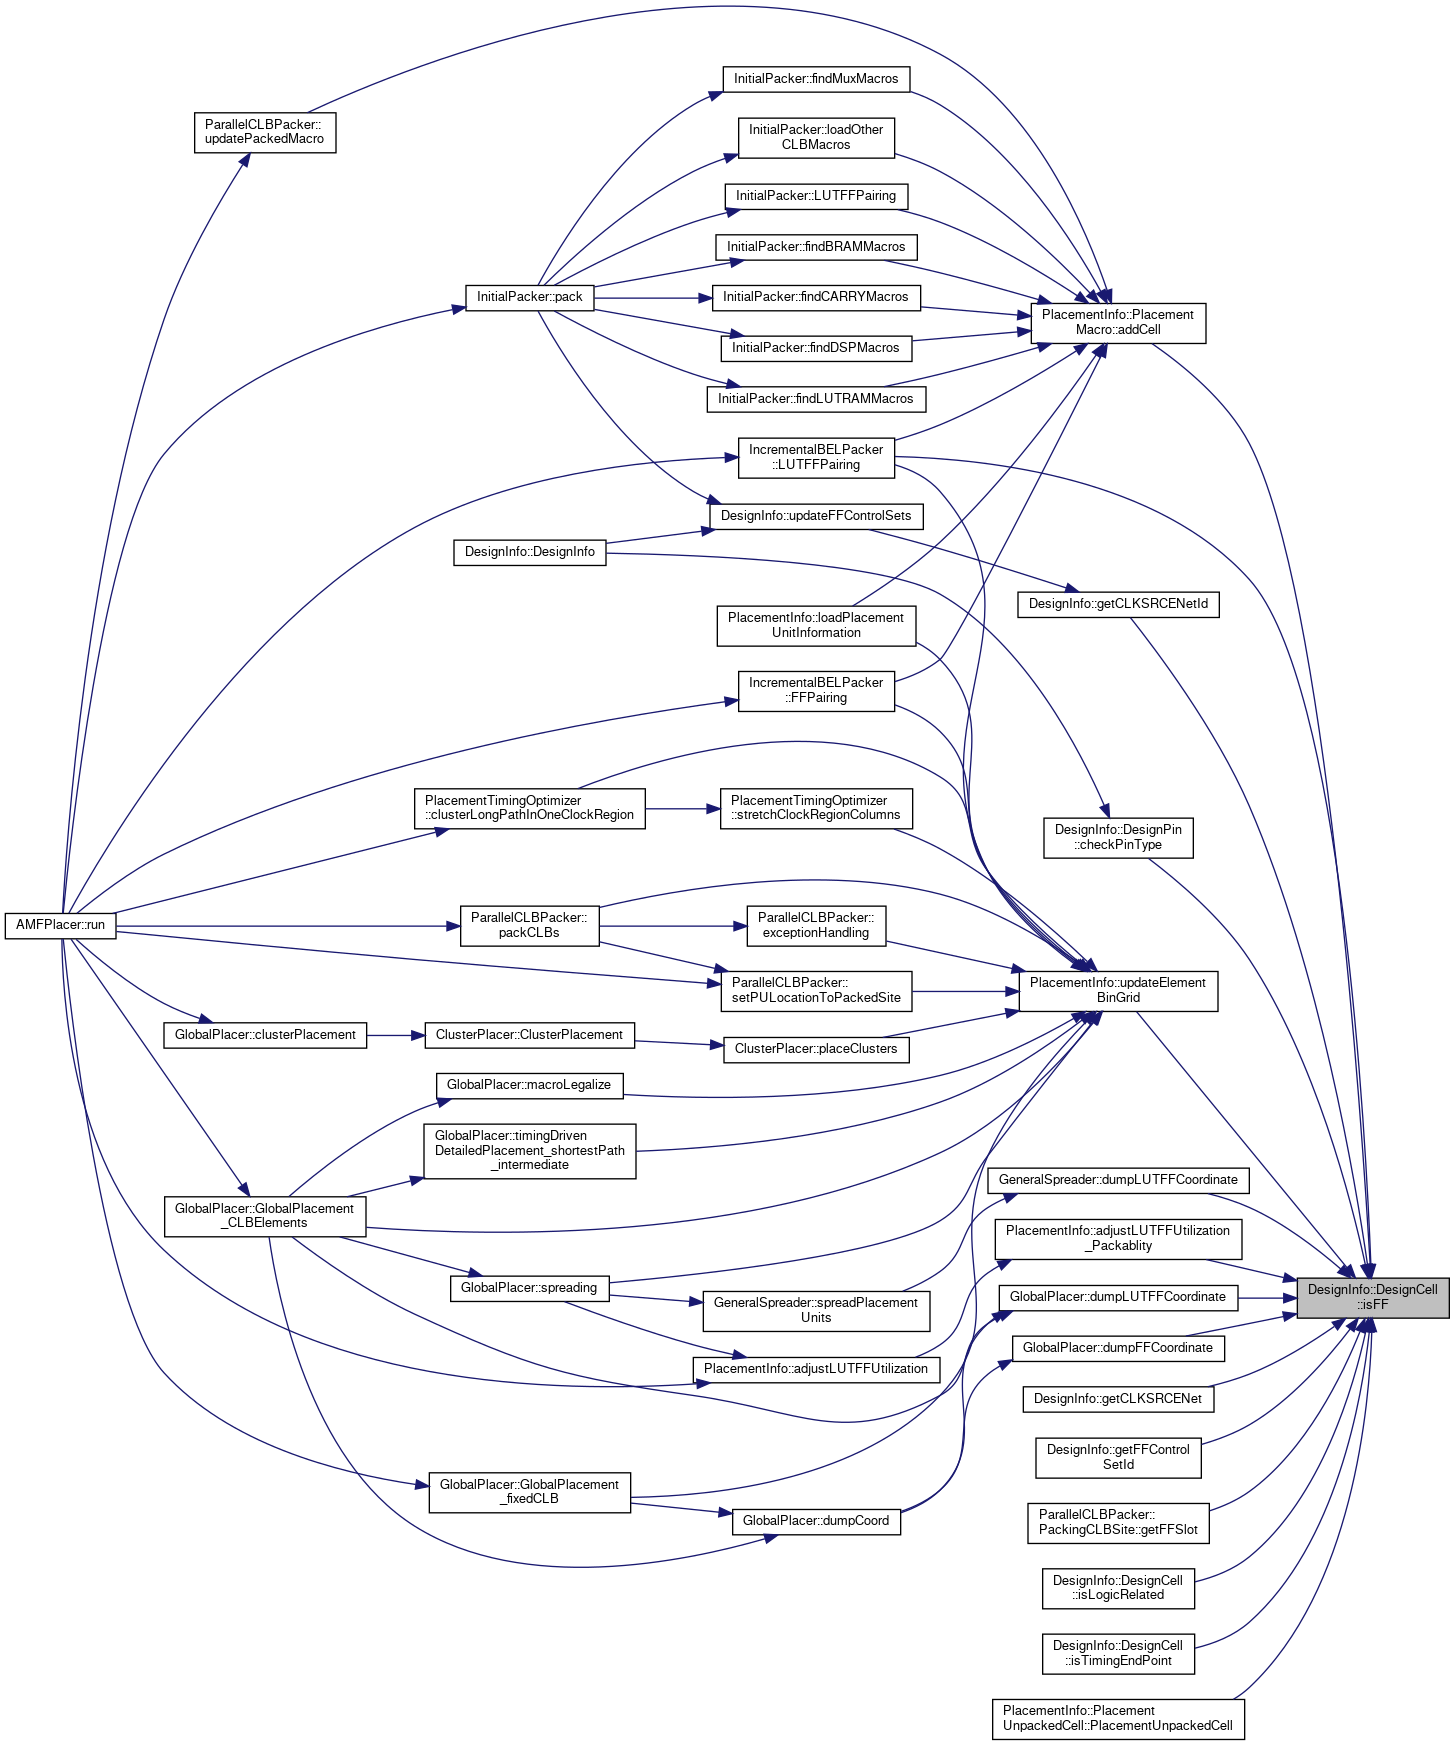 InitialPacker::findMuxMacros
ParallelCLBPacker::
updatePackedMacro
InitialPacker::loadOther
CLBMacros
InitialPacker::LUTFFPairing
InitialPacker::findBRAMMacros
InitialPacker::pack
InitialPacker::findCARRYMacros
PlacementInfo::Placement
Macro::addCell
InitialPacker::findDSPMacros
InitialPacker::findLUTRAMMacros
IncrementalBELPacker
::LUTFFPairing
DesignInfo::updateFFControlSets
DesignInfo::DesignInfo
DesignInfo::getCLKSRCENetId
PlacementInfo::loadPlacement
UnitInformation
IncrementalBELPacker
::FFPairing
PlacementTimingOptimizer
::clusterLongPathInOneClockRegion
PlacementTimingOptimizer
::stretchClockRegionColumns
DesignInfo::DesignPin
::checkPinType
AMFPlacer::run
ParallelCLBPacker::
packCLBs
ParallelCLBPacker::
exceptionHandling
ParallelCLBPacker::
setPULocationToPackedSite
PlacementInfo::updateElement
BinGrid
GlobalPlacer::clusterPlacement
ClusterPlacer::ClusterPlacement
ClusterPlacer::placeClusters
GlobalPlacer::macroLegalize
GlobalPlacer::timingDriven
DetailedPlacement_shortestPath
_intermediate
GeneralSpreader::dumpLUTFFCoordinate
GlobalPlacer::GlobalPlacement
_CLBElements
PlacementInfo::adjustLUTFFUtilization
_Packablity
GlobalPlacer::spreading
GeneralSpreader::spreadPlacement
Units
GlobalPlacer::dumpLUTFFCoordinate
DesignInfo::DesignCell
::isFF
GlobalPlacer::dumpFFCoordinate
PlacementInfo::adjustLUTFFUtilization
DesignInfo::getCLKSRCENet
DesignInfo::getFFControl
SetId
GlobalPlacer::GlobalPlacement
_fixedCLB
GlobalPlacer::dumpCoord
ParallelCLBPacker::
PackingCLBSite::getFFSlot
DesignInfo::DesignCell
::isLogicRelated
DesignInfo::DesignCell
::isTimingEndPoint
PlacementInfo::Placement
UnpackedCell::PlacementUnpackedCell